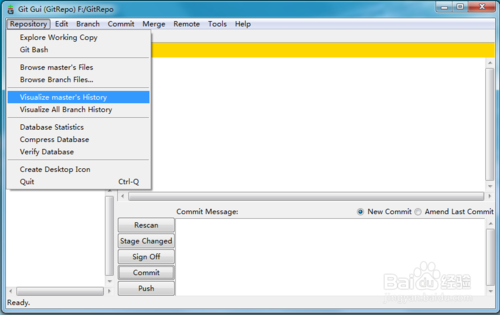 Git Gui (GitRepo) F:/GitRepo
Repository Edit Branch Commit Merge Remote Tools Help
Explore Working Copy
Git Bash
Browse master's Files
Browse Branch Files...
Visualize master's History
Visualize All Branch History
Database Statistics
Compress Database
Verify Database
Create Desktop Icon
Quit Ctrl-Q
Commit Message: New Commit Amend Last Commit
Rescan
Stage Changed
Sign Off
Commit
Push
Ready.
Baidu 经验
jingyan.baidu.com